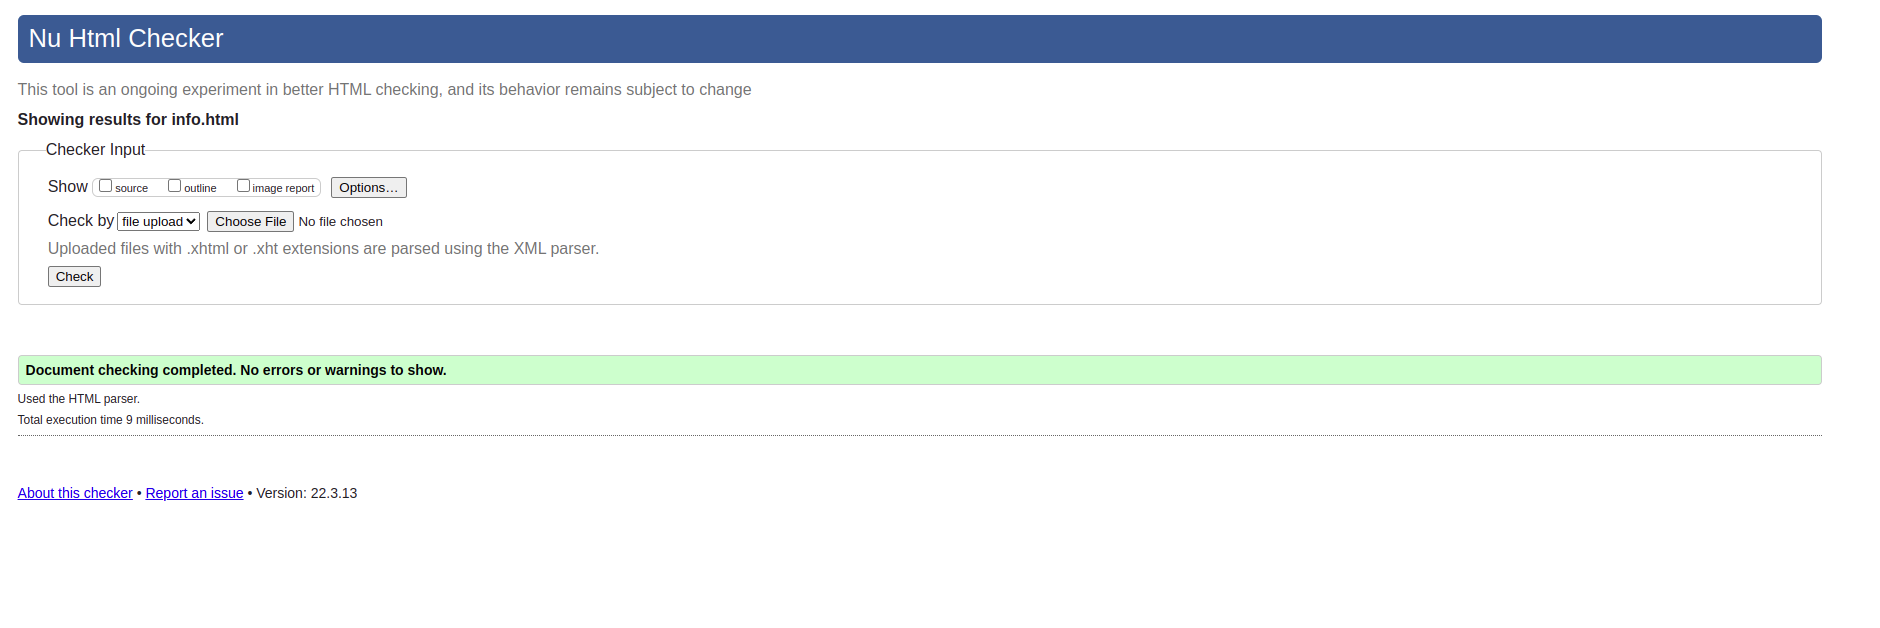 Nu Html Checker
This tool is an ongoing experiment in better HTML checking, and its behavior remains subject to change
Showing results for info.html
Checker Input
Show source outline image report Options…
Check by file upload Choose File No file chosen
Uploaded files with .xhtml or .xht extensions are parsed using the XML parser.
Check
Document checking completed. No errors or warnings to show.
Used the HTML parser.
Total execution time 9 milliseconds.
About this checker • Report an issue • Version: 22.3.13